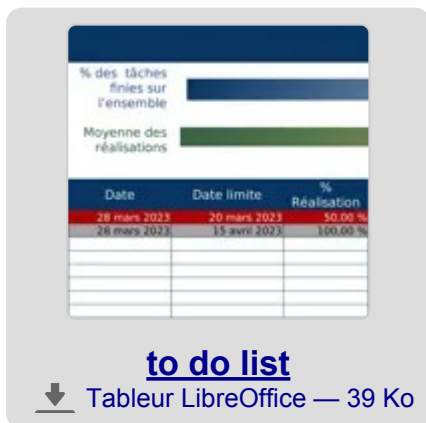 % des tâches
finies sur
l'ensemble
Moyenne des
réalisations
Date Date limite %
Réalisation
28 mars 2023 20 mars 2023 50,00 %
28 mars 2023 15 avril 2023 100,00 %
to do list
Tableur LibreOffice — 39 Ko